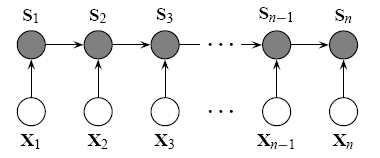 S₁ S₂ S₃ Sₙ₋₁ Sₙ
· · ·
· · ·
X₁ X₂ X₃ Xₙ₋₁ Xₙ